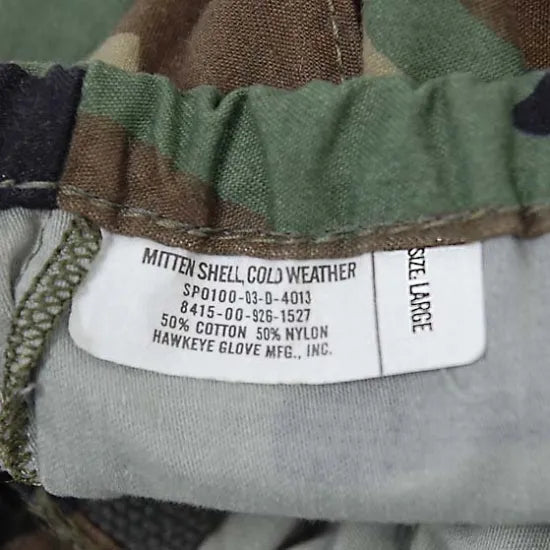 MITTEN SHELL, COLD WEATHER
SPO100-03-D-4013
8415-00-926-1527
50% COTTON 50% NYLON
HAWKEYE GLOVE MFG., INC.
SIZE: LARGE